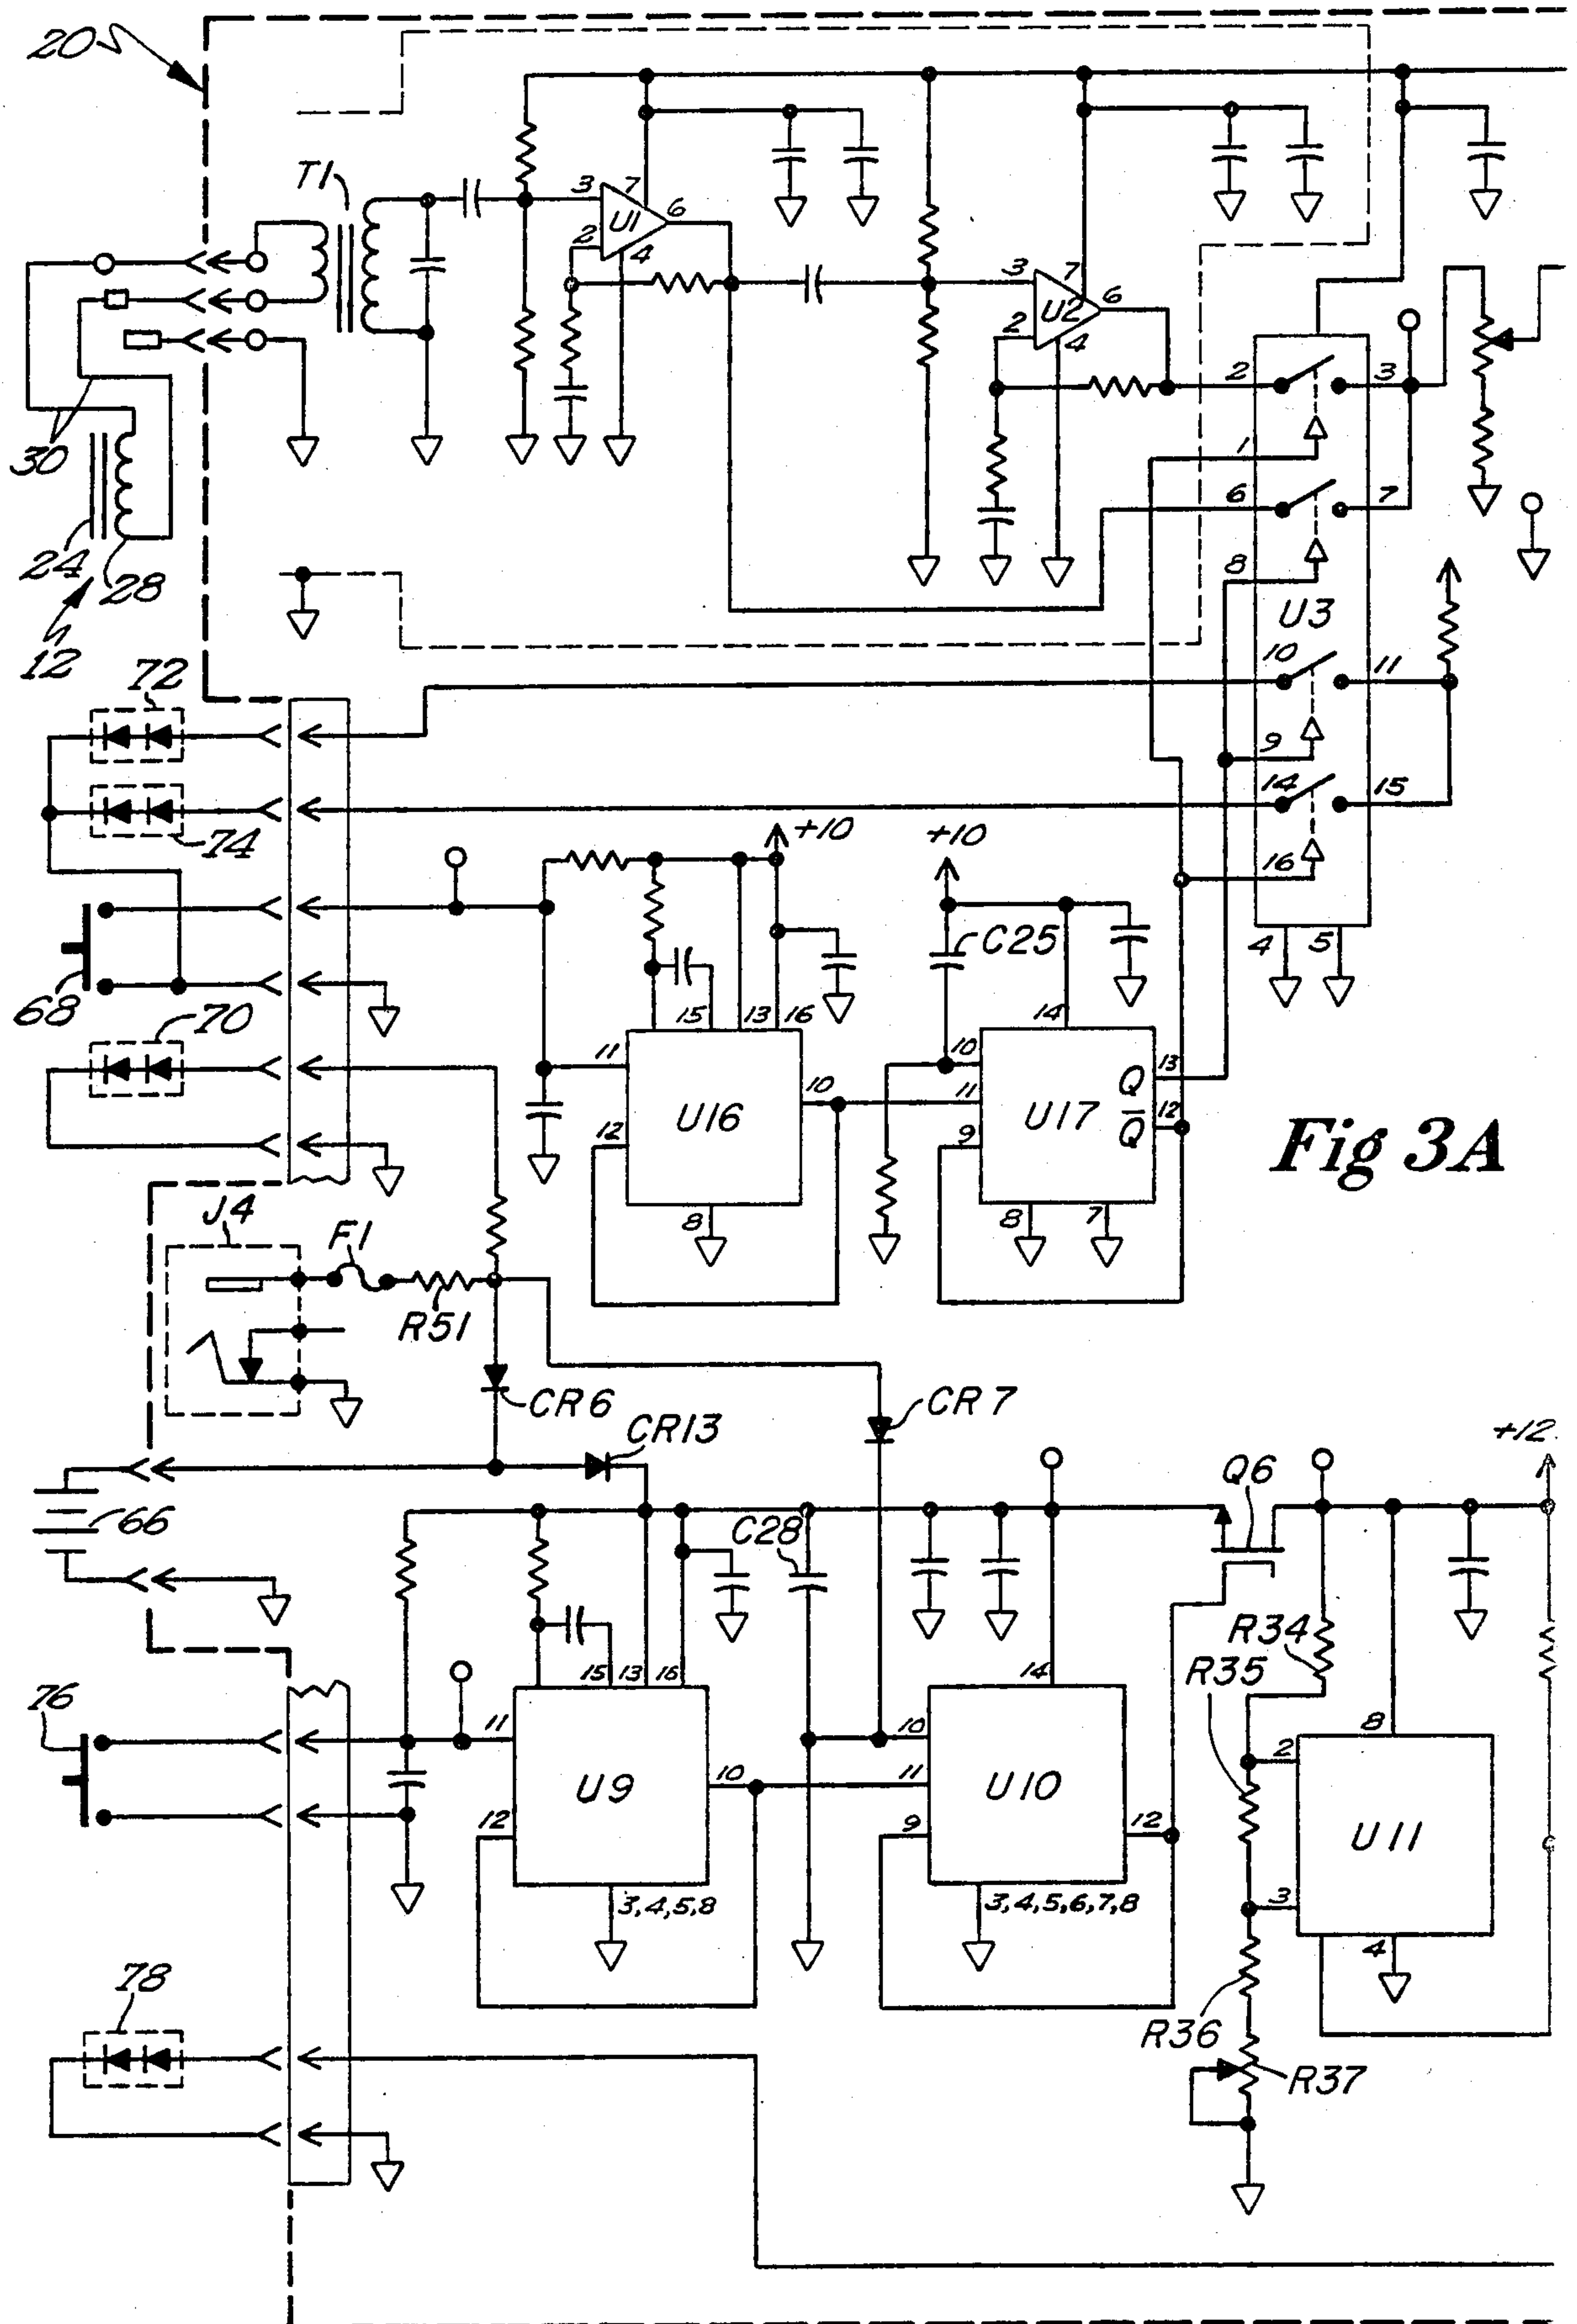 20
T1
3
7
U1
6
2
4
3
7
U2
6
2
4
2
3
1
6
7
8
U3
30
24
28
12
10
11
72
9
14
15
74
+10
+10
16
C25
4
5
68
70
15
13
16
14
11
10
13
10
11
Q
U16
U17
12
12
9
Q̅
Fig 3A
8
8
7
J4
F1
R51
CR6
CR7
CR13
+12
Q6
66
C28
R34
R35
15
13
16
14
76
11
10
8
2
U9
10
11
U10
12
9
12
U11
3
3,4,5,8
3,4,5,6,7,8
4
78
R36
R37